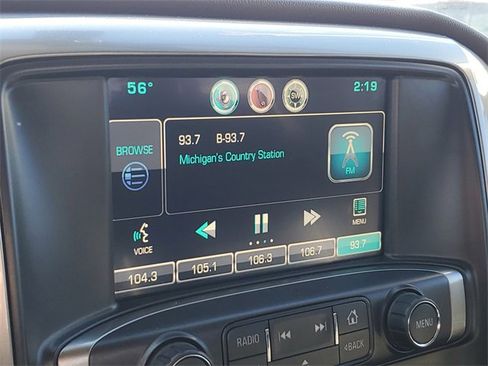 56°
2:19
93.7 B-93.7
Michigan's Country Station
BROWSE
FM
VOICE
MENU
104.3 105.1 106.3 106.7 93.7
RADIO
BACK
MENU